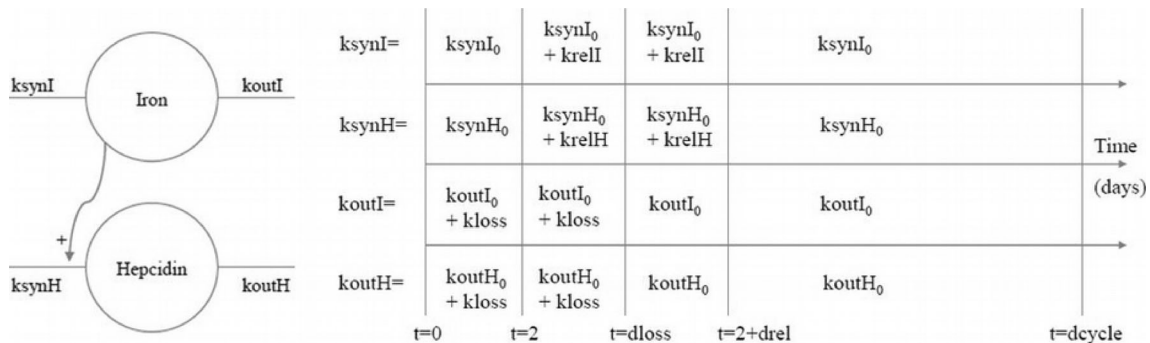 ksynI
Iron
koutI
+
ksynH
Hepcidin
koutH
ksynI= ksynI₀ ksynI₀ + krelI ksynI₀ + krelI ksynI₀
ksynH= ksynH₀ ksynH₀ + krelH ksynH₀ + krelH ksynH₀
koutI= koutI₀ + kloss koutI₀ + kloss koutI₀ koutI₀
koutH= koutH₀ + kloss koutH₀ + kloss koutH₀ koutH₀
Time
(days)
t=0 t=2 t=dloss t=2+drel t=dcycle